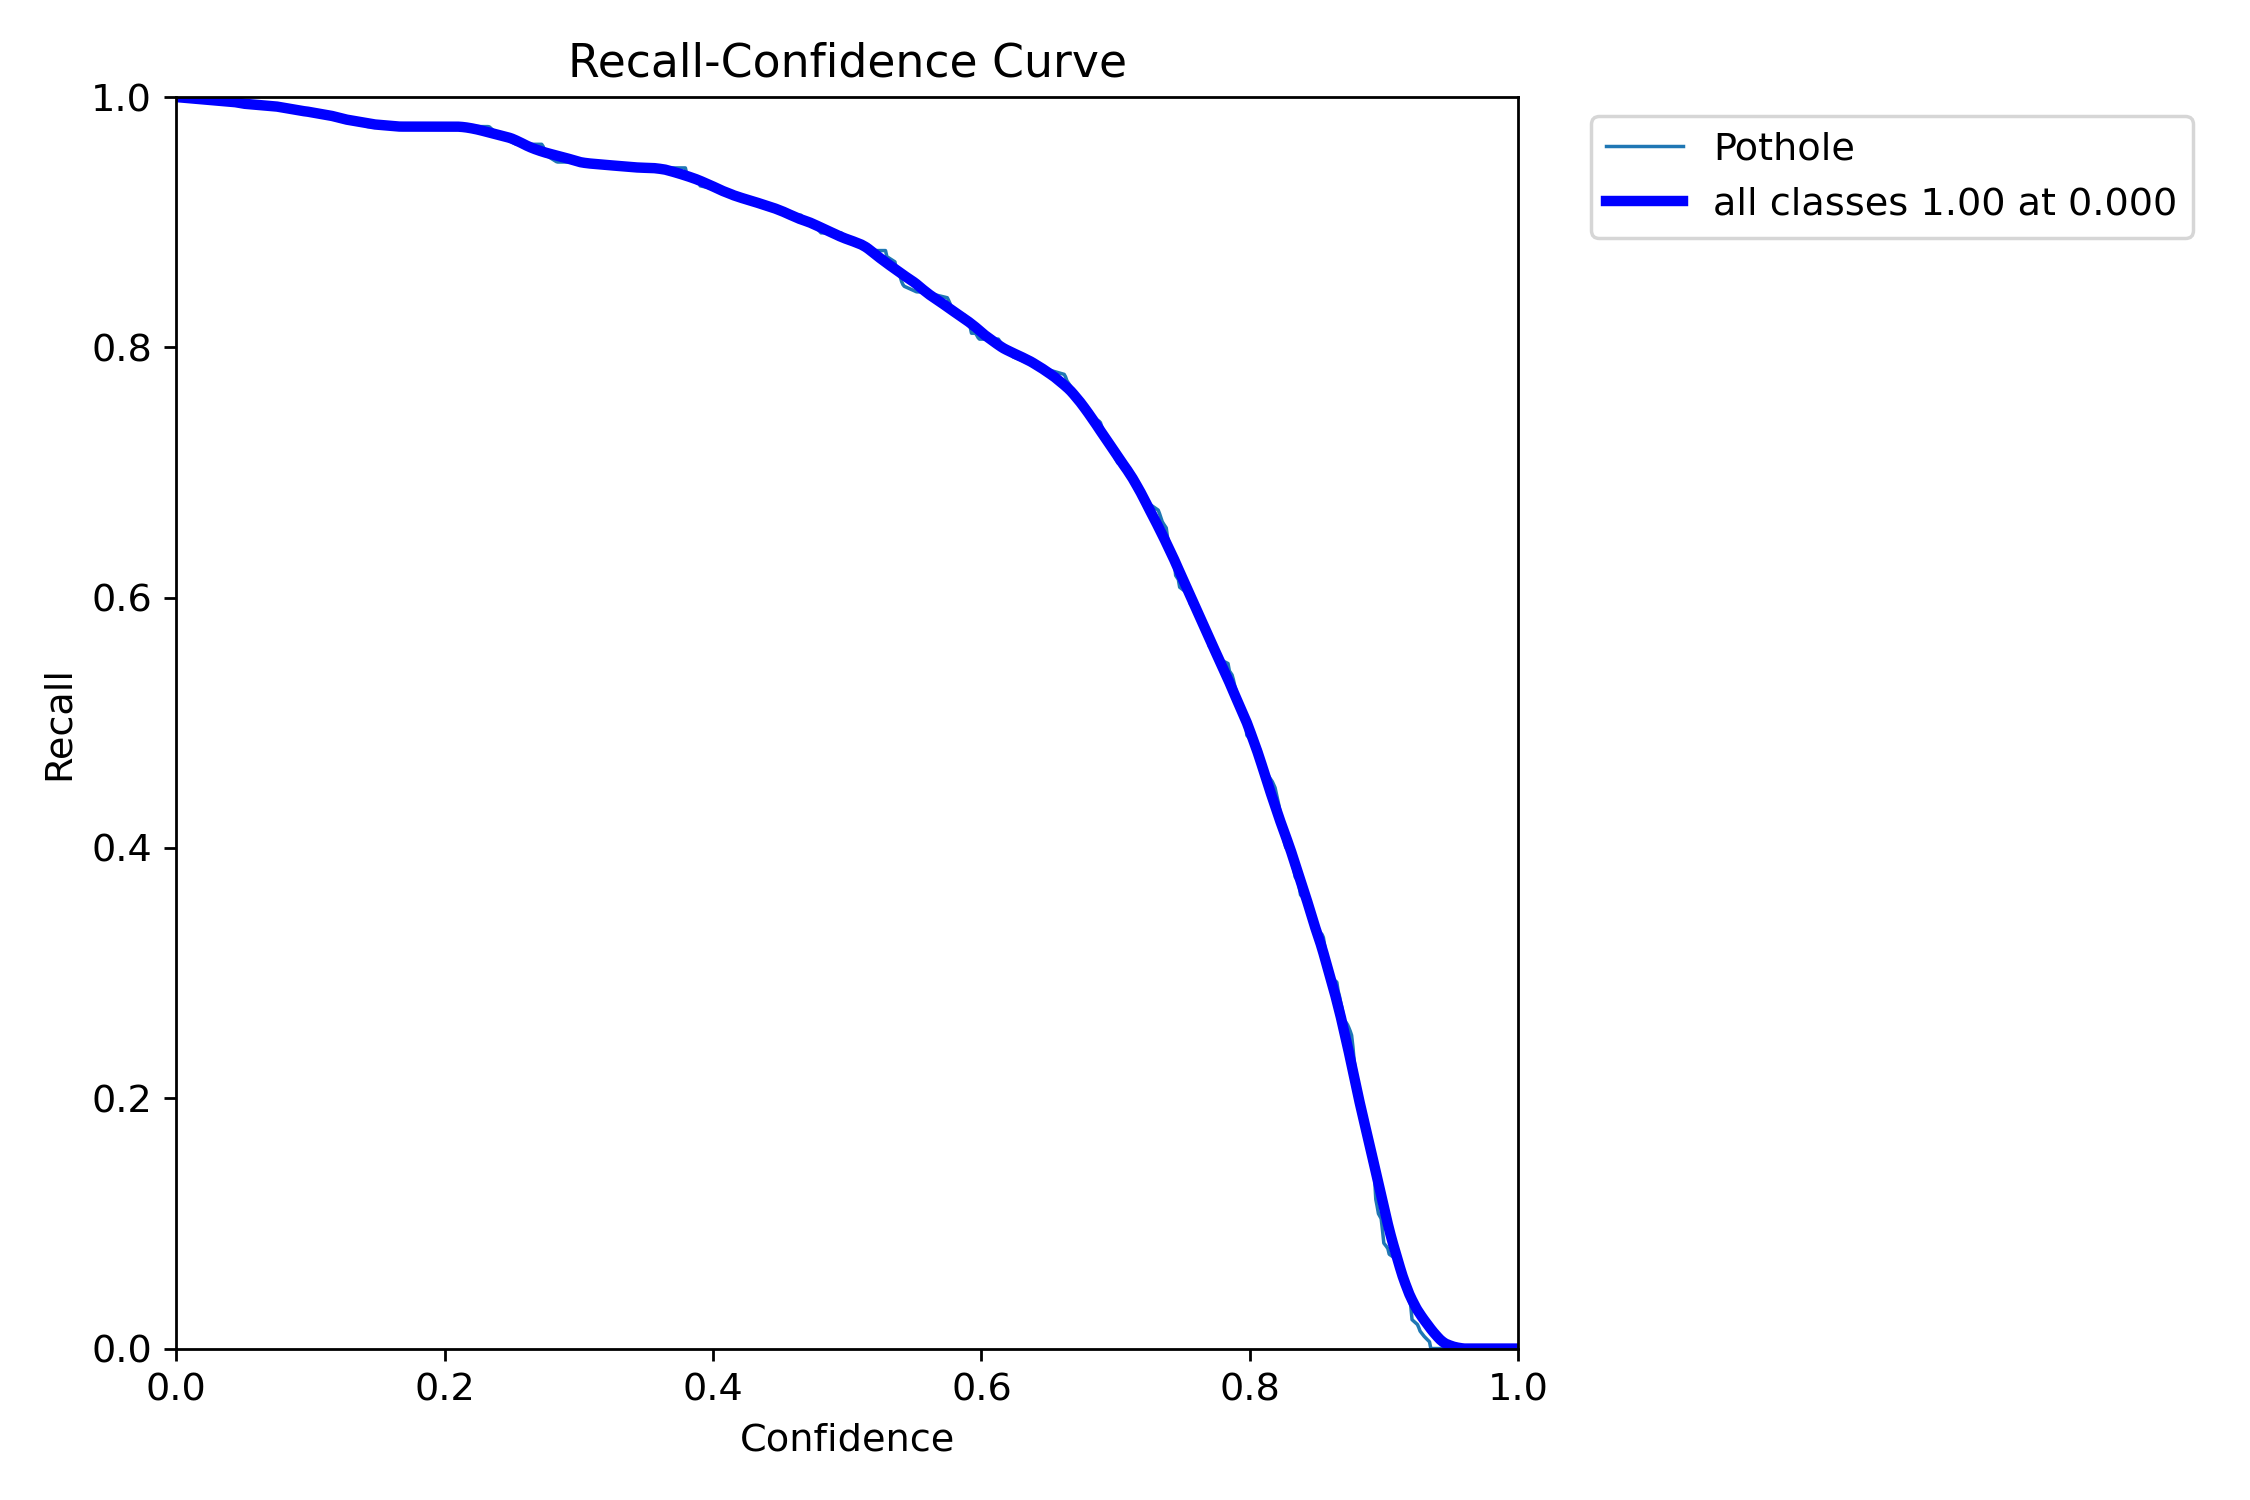 Recall-Confidence Curve
1.0
0.8
0.6
0.4
0.2
0.0
Recall
0.0 0.2 0.4 0.6 0.8 1.0
Confidence
Pothole
all classes 1.00 at 0.000